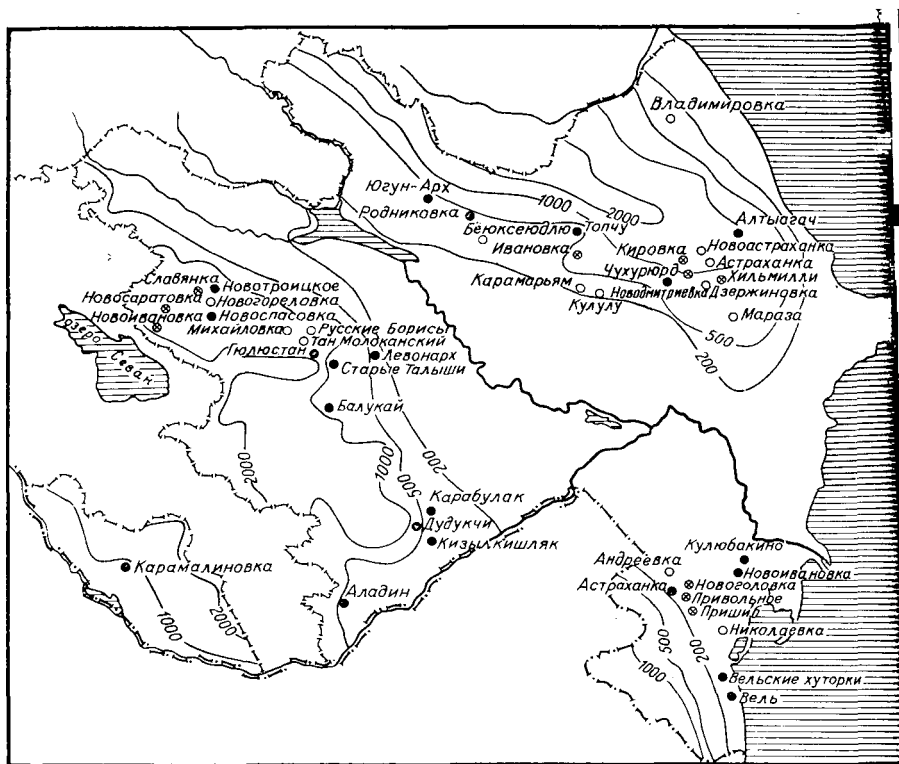 Владимировка
Югун-Арх
1000
2000
Родниковка
Бёюксеюдлю
Топчу
Алтыагач
Ивановка
Кировка
Новоастраханка
Астраханка
Чухурюрд
Хильмилли
Карамарьям
Кулулу
Новодмитриевка
Дзержиновка
Мараза
500
200
Славянка
Новотроицкое
Новосаратовка
Новогореловка
Новоивановка
Новоспасовка
Михайловка
Русские Борисы
Тан Молдканский
Гюлюстан
Левонарх
Старые Талыши
озеро Севан
Балукай
2000
1000
500
200
Карабулак
Дудукчи
Кизылкишляк
Карамалиновка
Аладин
1000
2000
Кулюбакино
Андреевка
Новоивановка
Астраханка
Новоголовка
Привольное
Пришиб
Николаевка
500
200
1000
Вельские хуторки
Вель